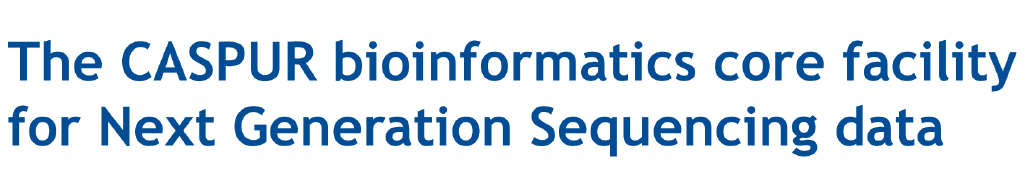 The CASPUR bioinformatics core facility
for Next Generation Sequencing data